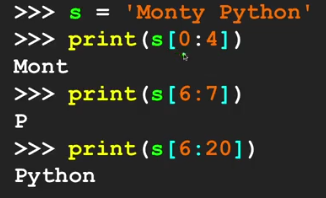 >>> s = 'Monty Python'
>>> print(s[0:4])
Mont
>>> print(s[6:7])
P
>>> print(s[6:20])
Python